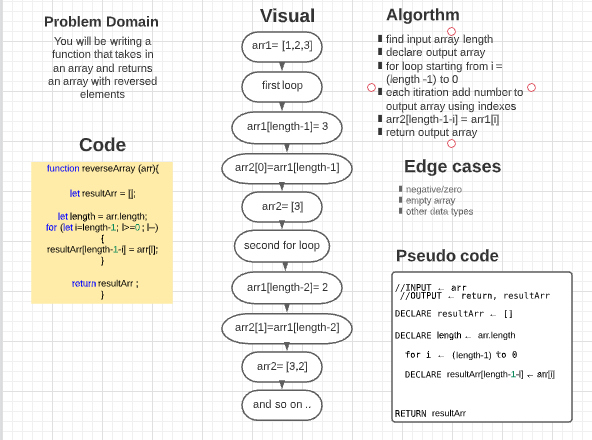 Problem Domain
You will be writing a
function that takes in
an array and returns
an array with reversed
elements
Code
function reverseArray (arr){
let resultArr = [];
let length = arr.length;
for (let i=length-1; I>=0 ; I--)
{
resultArr[length-1-i] = arr[i];
}
return resultArr ;
}
Visual
arr1= [1,2,3]
first loop
arr1[length-1]= 3
arr2[0]=arr1[length-1]
arr2= [3]
second for loop
arr1[length-2]= 2
arr2[1]=arr1[length-2]
arr2= [3,2]
and so on ..
Algorthm
find input array length
declare output array
for loop starting from i =
(length -1) to 0
each itiration add number to
output array using indexes
arr2[length-1-i] = arr1[i]
return output array
Edge cases
negative/zero
empty array
other data types
Pseudo code
//INPUT ← arr
//OUTPUT ← return, resultArr
DECLARE resultArr ← []
DECLARE length ← arr.length
for i ← (length-1) to 0
DECLARE resultArr[length-1-i] ← arr[i]
RETURN resultArr